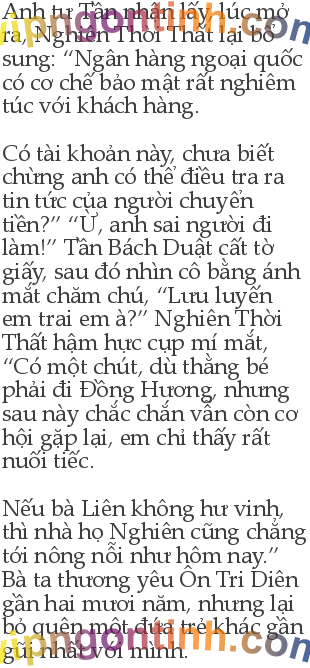 Anh tư Tần nhận lấy, lúc mở
ra, Nghiên Thời Thất lại bổ
sung: “Ngân hàng ngoại quốc
có cơ chế bảo mật rất nghiêm
túc với khách hàng.
Có tài khoản này, chưa biết
chừng anh có thể điều tra ra
tin tức của người chuyển
tiền?” “Ừ, anh sai người đi
làm!” Tần Bách Duật cất tờ
giấy, sau đó nhìn cô bằng ánh
mắt chăm chú, “Lưu luyến
em trai em à?” Nghiên Thời
Thất hậm hực cụp mí mắt,
“Có một chút, dù thằng bé
phải đi Đồng Hương, nhưng
sau này chắc chắn vẫn còn cơ
hội gặp lại, em chỉ thấy rất
nuối tiếc.
Nếu bà Liên không hư vinh,
thì nhà họ Nghiên cũng chẳng
tới nông nỗi như hôm nay.”
Bà ta thương yêu Ôn Tri Diên
gần hai mươi năm, nhưng lại
bỏ quên một đứa trẻ khác gần
gũi nhất với mình.
vipngontinh.com